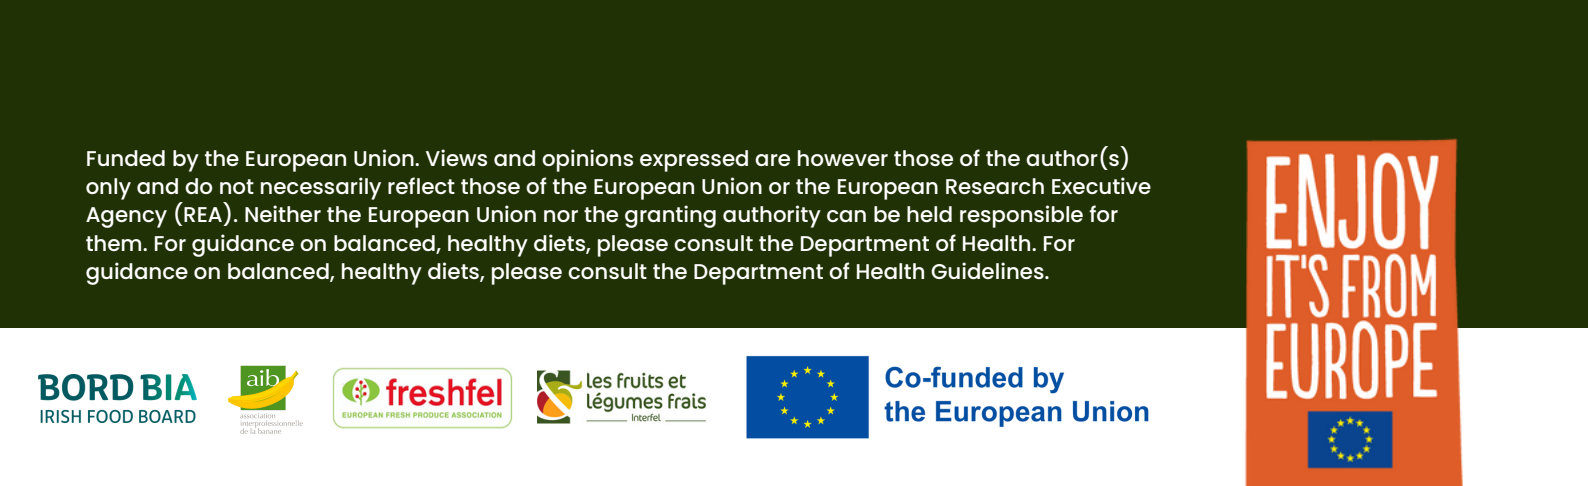 Funded by the European Union. Views and opinions expressed are however those of the author(s)
only and do not necessarily reflect those of the European Union or the European Research Executive
Agency (REA). Neither the European Union nor the granting authority can be held responsible for
them. For guidance on balanced, healthy diets, please consult the Department of Health. For
guidance on balanced, healthy diets, please consult the Department of Health Guidelines.
ENJOY
IT'S FROM
EUROPE
BORD BIA
IRISH FOOD BOARD
aib
association
interprofessionnelle
de la banane
freshfel
EUROPEAN FRESH PRODUCE ASSOCIATION
les fruits et
légumes frais
Interfel
Co-funded by
the European Union